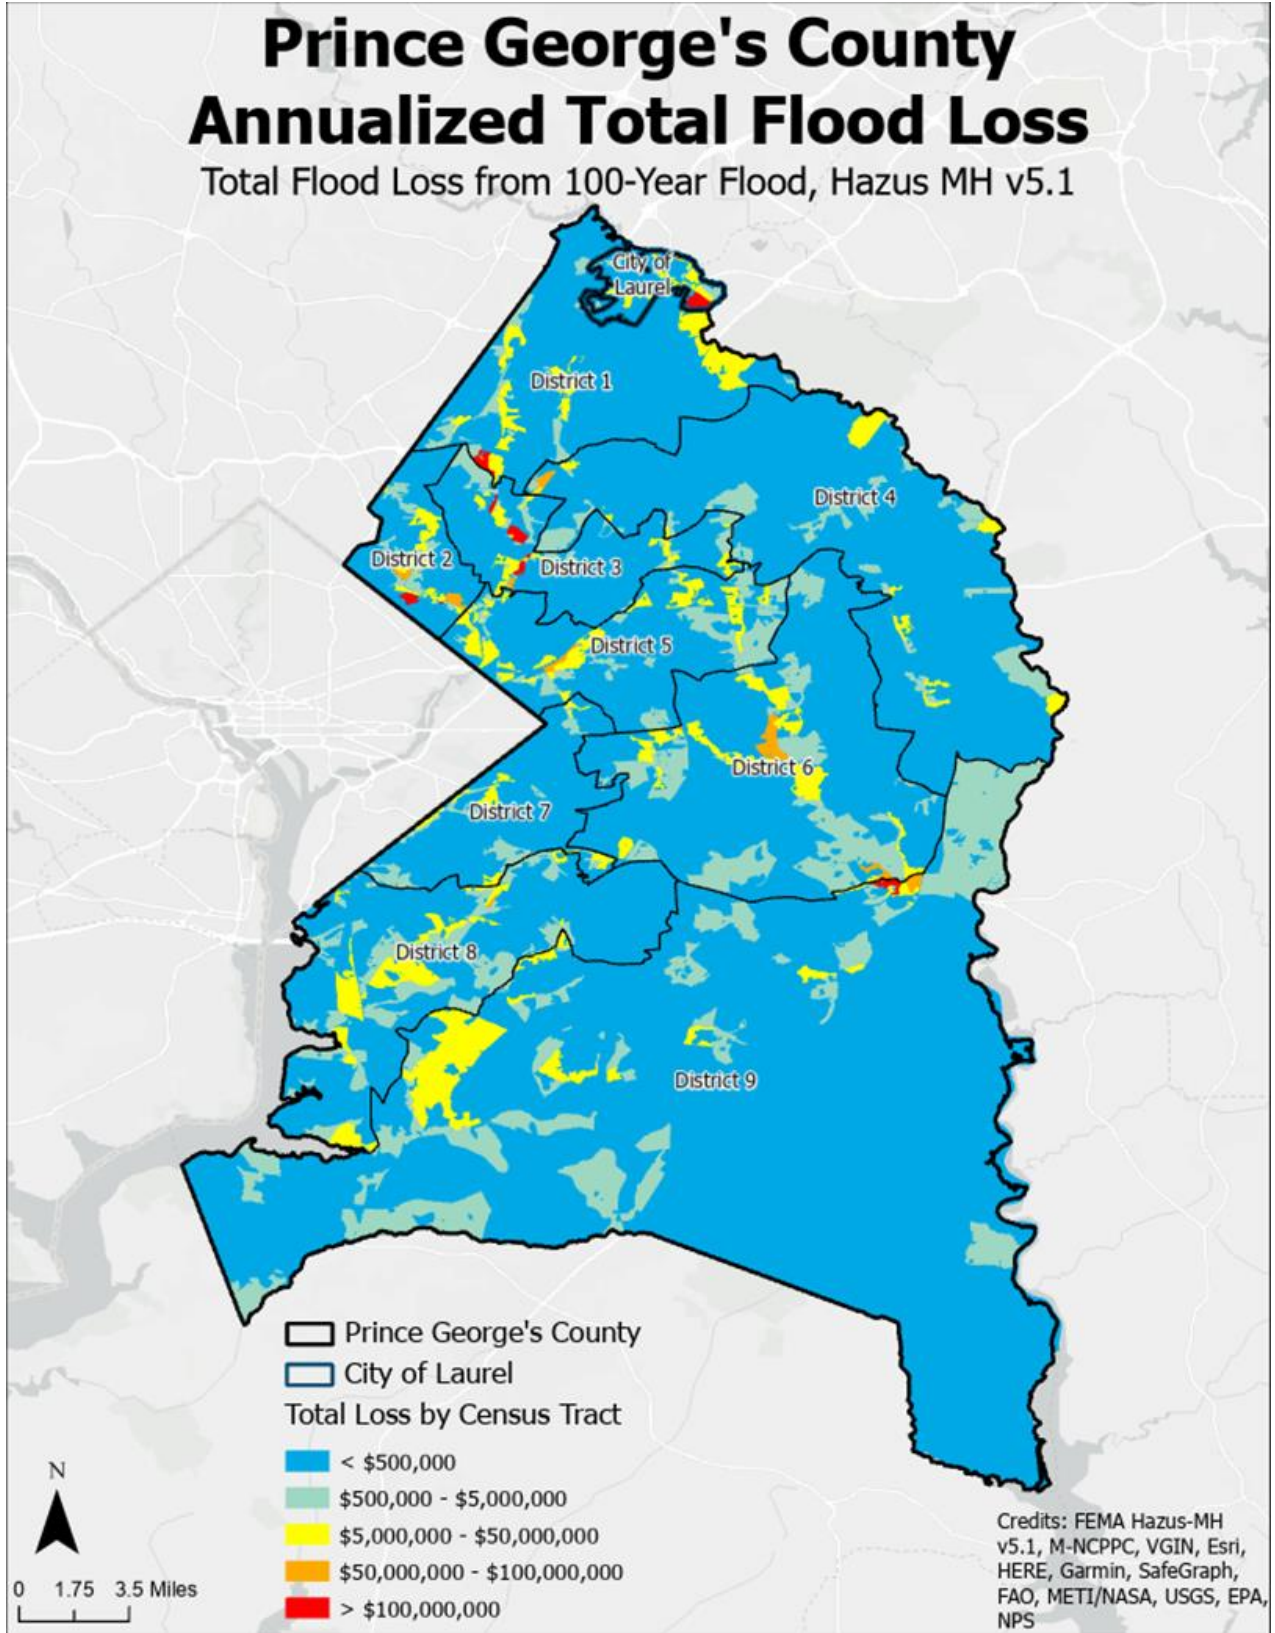 Prince George's County
Annualized Total Flood Loss
Total Flood Loss from 100-Year Flood, Hazus MH v5.1
City of
Laurel
District 1
District 4
District 2
District 3
District 5
District 6
District 7
District 8
District 9
Prince George's County
City of Laurel
Total Loss by Census Tract
< $500,000
$500,000 - $5,000,000
$5,000,000 - $50,000,000
$50,000,000 - $100,000,000
> $100,000,000
N
0 1.75 3.5 Miles
Credits: FEMA Hazus-MH
v5.1, M-NCPPC, VGIN, Esri,
HERE, Garmin, SafeGraph,
FAO, METI/NASA, USGS, EPA,
NPS